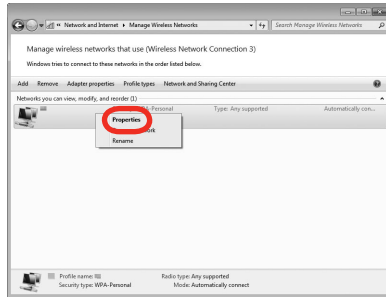 « Network and Internet ▸ Manage Wireless Networks
Search Manage Wireless Networks
Manage wireless networks that use (Wireless Network Connection 3)
Windows tries to connect to these networks in the order listed below.
Add Remove Adapter properties Profile types Network and Sharing Center
Networks you can view, modify, and reorder (1)
-Personal Type: Any supported Automatically con...
Properties
Rename
Profile name: Radio type: Any supported
Security type: WPA-Personal Mode: Automatically connect